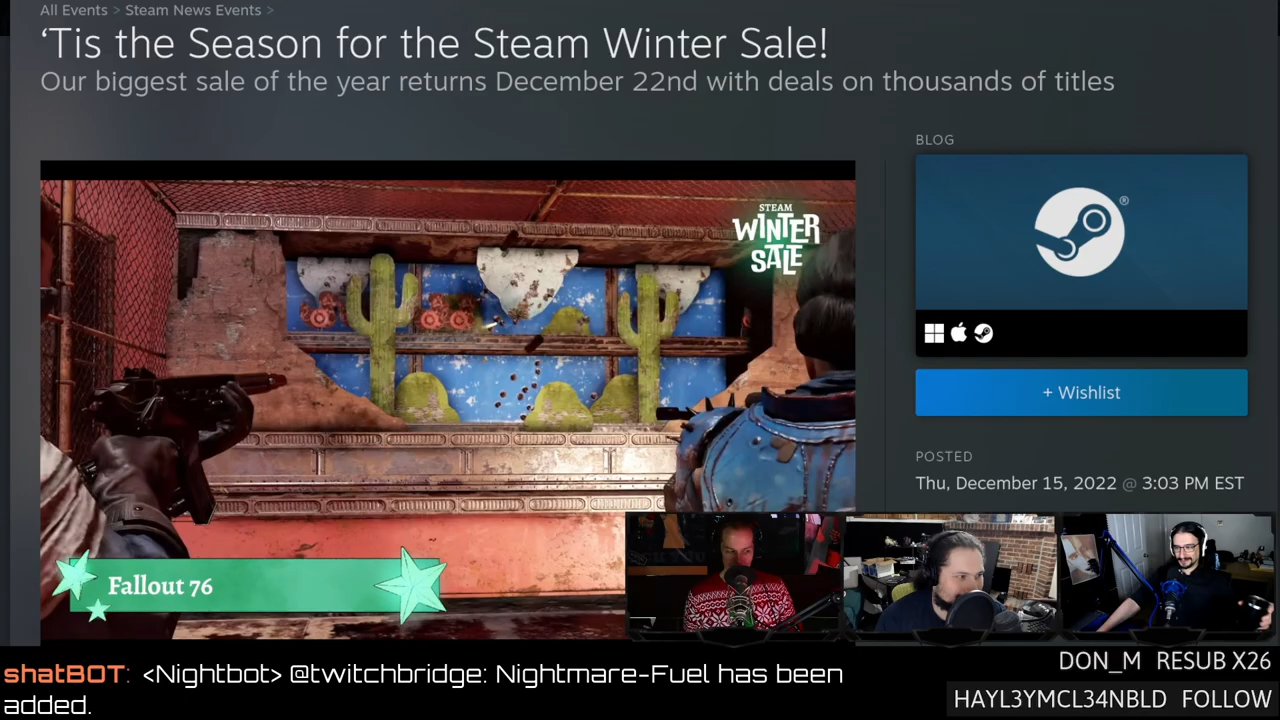 All Events > Steam News Events >
‘Tis the Season for the Steam Winter Sale!
Our biggest sale of the year returns December 22nd with deals on thousands of titles
BLOG
STEAM
WINTER
SALE
®
+ Wishlist
POSTED
Thu, December 15, 2022 @ 3:03 PM EST
Fallout 76
shatBOT: <Nightbot> @twitchbridge: Nightmare-Fuel has been
added.
DON_M RESUB X26
HAYL3YMCL34NBLD FOLLOW